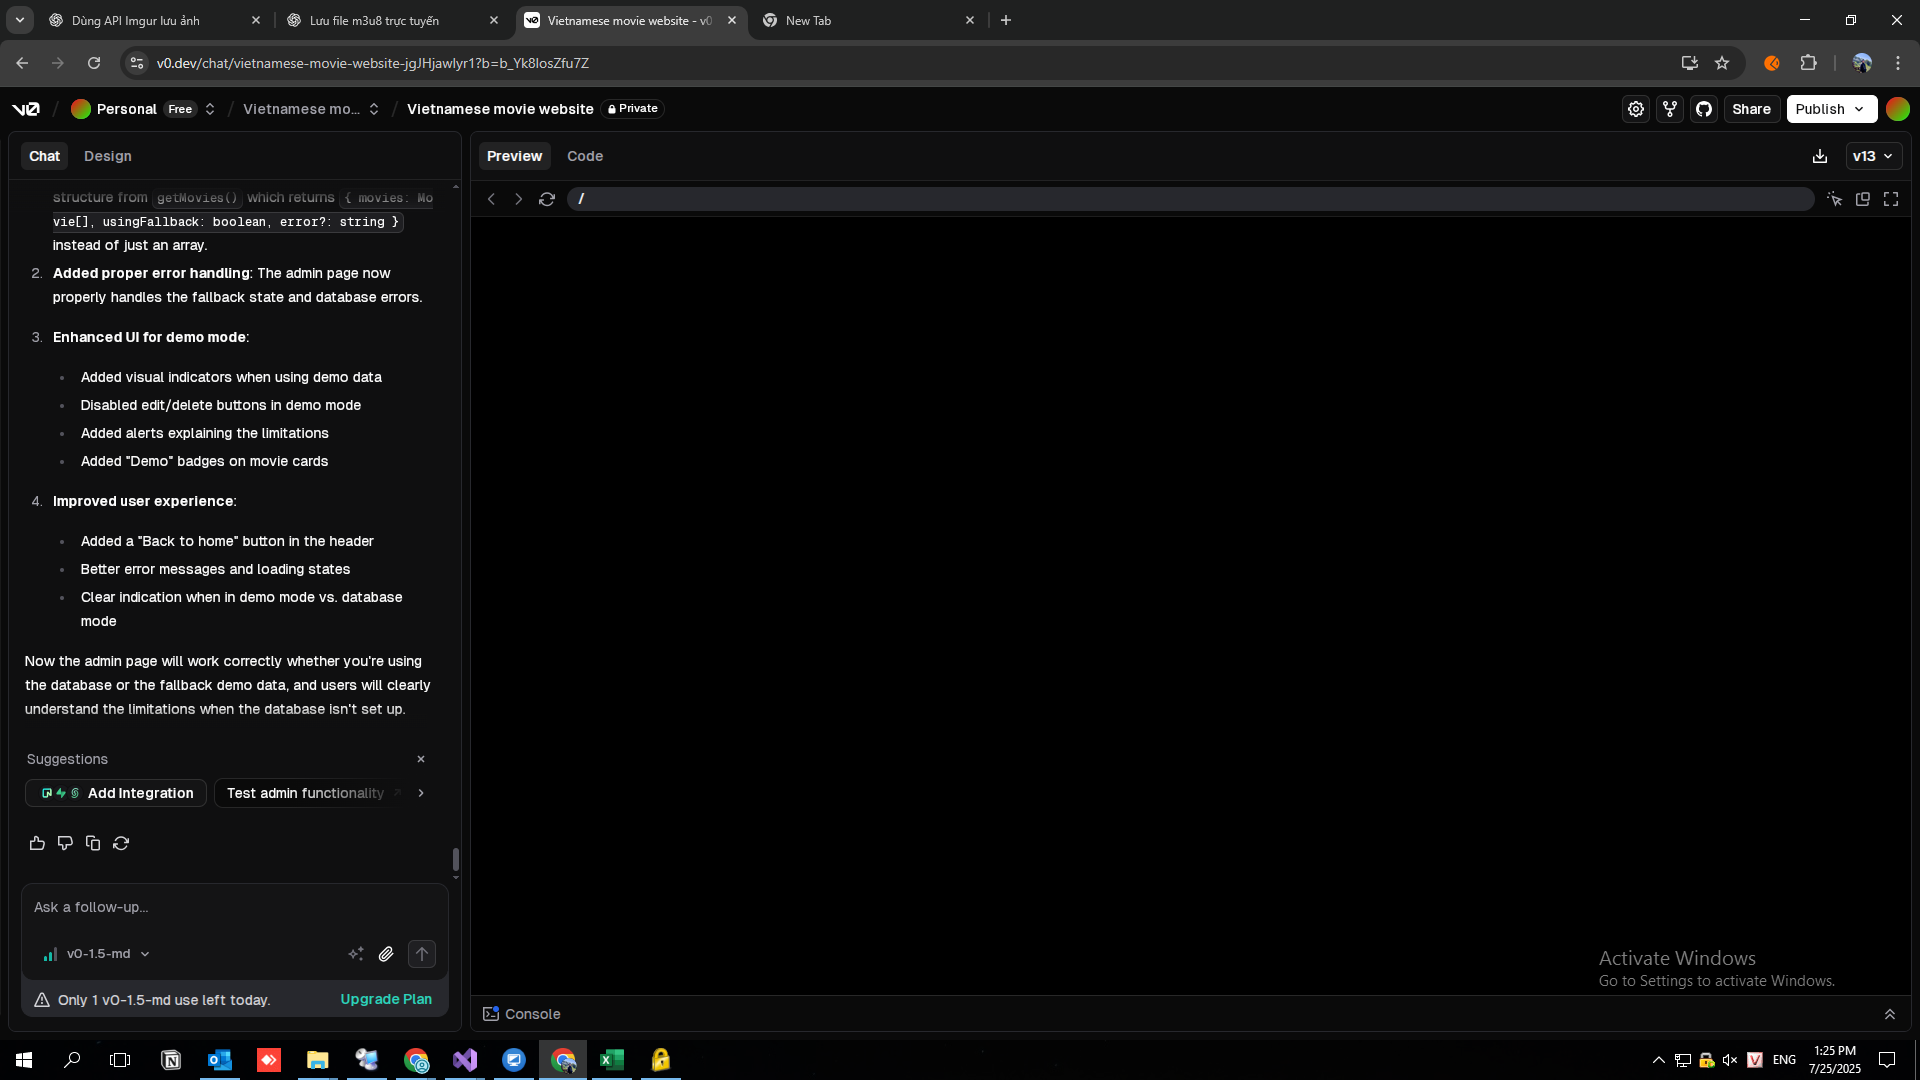 Dùng API Imgur lưu ảnh
Lưu file m3u8 trực tuyến
Vietnamese movie website - v0
New Tab
v0.dev/chat/vietnamese-movie-website-jgJHjawlyr1?b=b_Yk8losZfu7Z
Personal Free
Vietnamese mo...
Vietnamese movie website
Private
Share
Publish
Chat
Design
Preview
Code
v13
/
structure from getMovies() which returns { movies: Mo
vie[], usingFallback: boolean, error?: string }
instead of just an array.
2. Added proper error handling: The admin page now
properly handles the fallback state and database errors.
3. Enhanced UI for demo mode:
• Added visual indicators when using demo data
• Disabled edit/delete buttons in demo mode
• Added alerts explaining the limitations
• Added "Demo" badges on movie cards
4. Improved user experience:
• Added a "Back to home" button in the header
• Better error messages and loading states
• Clear indication when in demo mode vs. database
mode
Now the admin page will work correctly whether you're using
the database or the fallback demo data, and users will clearly
understand the limitations when the database isn't set up.
Suggestions
Add Integration
Test admin functionality
Ask a follow-up...
v0-1.5-md
Only 1 v0-1.5-md use left today.
Upgrade Plan
Activate Windows
Go to Settings to activate Windows.
Console
ENG
1:25 PM
7/25/2025